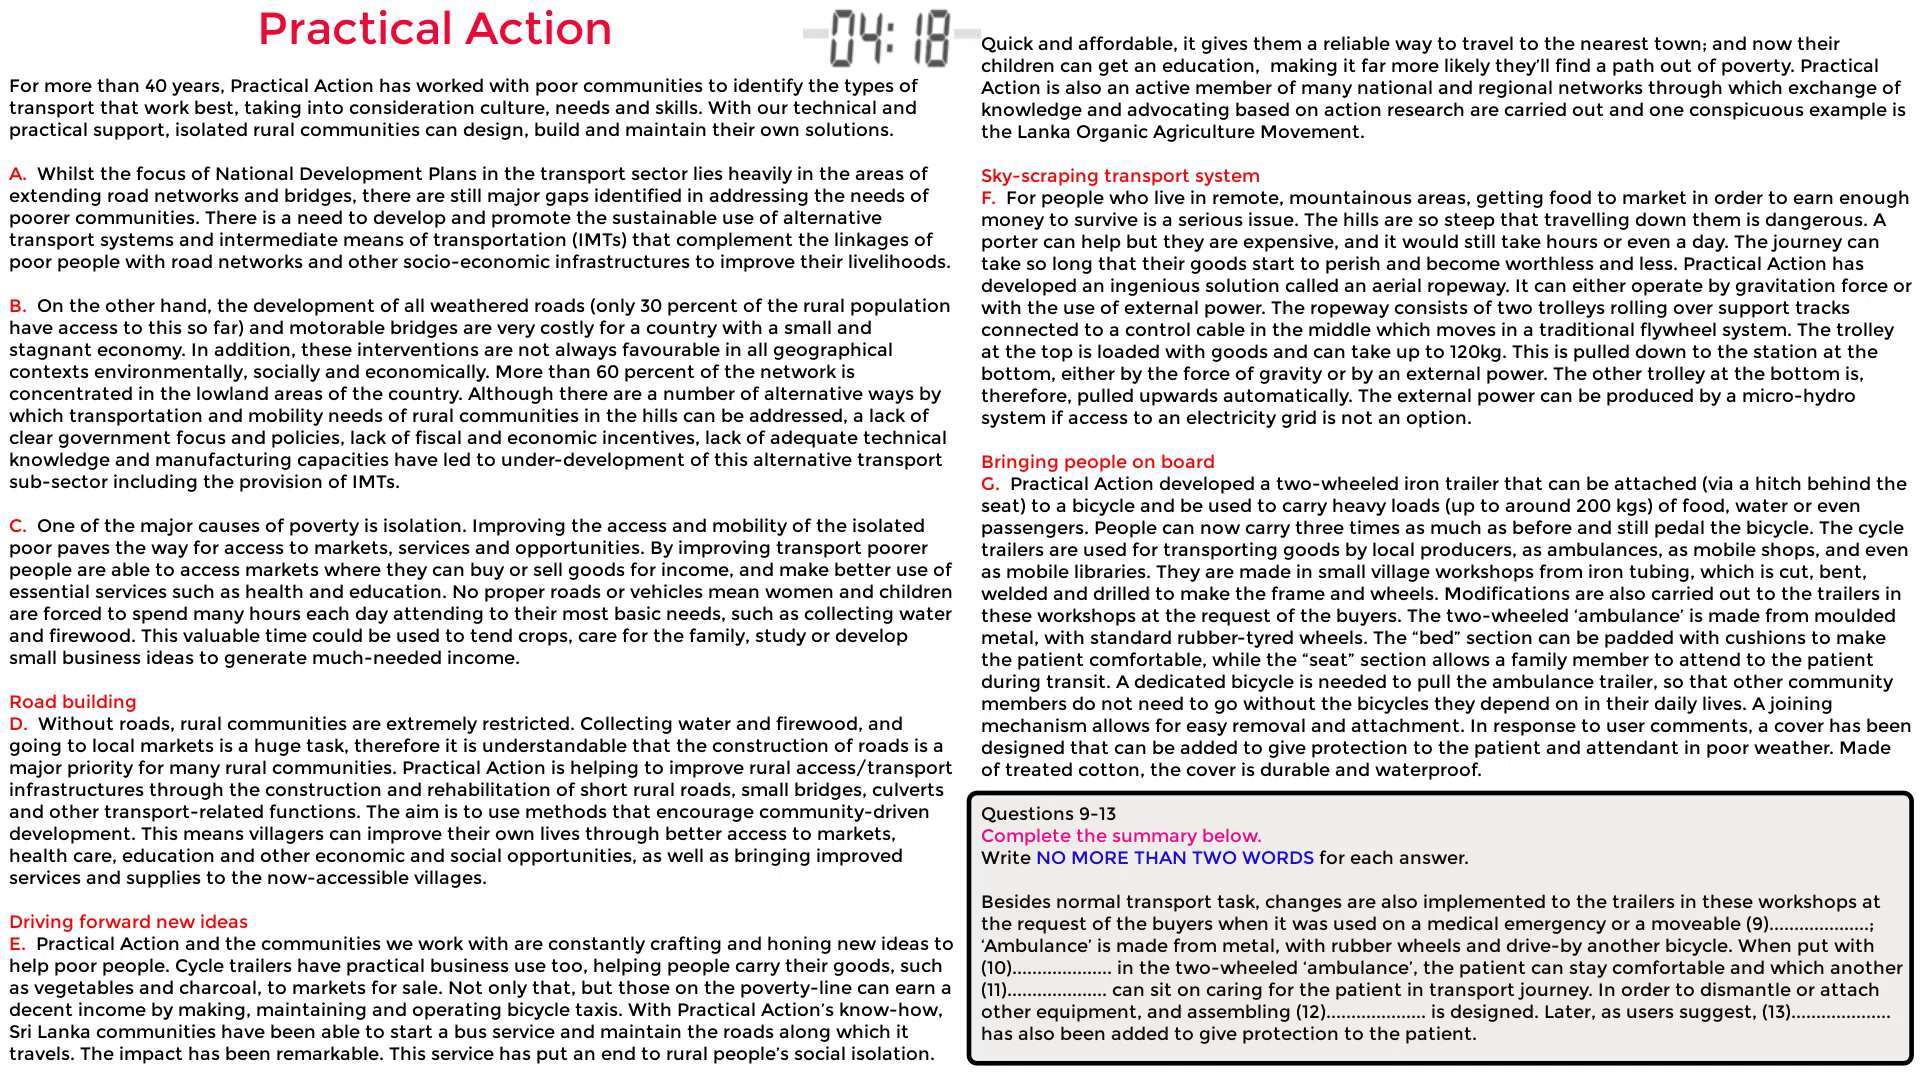 Practical Action
04:18
For more than 40 years, Practical Action has worked with poor communities to identify the types of
transport that work best, taking into consideration culture, needs and skills. With our technical and
practical support, isolated rural communities can design, build and maintain their own solutions.
A. Whilst the focus of National Development Plans in the transport sector lies heavily in the areas of
extending road networks and bridges, there are still major gaps identified in addressing the needs of
poorer communities. There is a need to develop and promote the sustainable use of alternative
transport systems and intermediate means of transportation (IMTs) that complement the linkages of
poor people with road networks and other socio-economic infrastructures to improve their livelihoods.
B. On the other hand, the development of all weathered roads (only 30 percent of the rural population
have access to this so far) and motorable bridges are very costly for a country with a small and
stagnant economy. In addition, these interventions are not always favourable in all geographical
contexts environmentally, socially and economically. More than 60 percent of the network is
concentrated in the lowland areas of the country. Although there are a number of alternative ways by
which transportation and mobility needs of rural communities in the hills can be addressed, a lack of
clear government focus and policies, lack of fiscal and economic incentives, lack of adequate technical
knowledge and manufacturing capacities have led to under-development of this alternative transport
sub-sector including the provision of IMTs.
C. One of the major causes of poverty is isolation. Improving the access and mobility of the isolated
poor paves the way for access to markets, services and opportunities. By improving transport poorer
people are able to access markets where they can buy or sell goods for income, and make better use of
essential services such as health and education. No proper roads or vehicles mean women and children
are forced to spend many hours each day attending to their most basic needs, such as collecting water
and firewood. This valuable time could be used to tend crops, care for the family, study or develop
small business ideas to generate much-needed income.
Road building
D. Without roads, rural communities are extremely restricted. Collecting water and firewood, and
going to local markets is a huge task, therefore it is understandable that the construction of roads is a
major priority for many rural communities. Practical Action is helping to improve rural access/transport
infrastructures through the construction and rehabilitation of short rural roads, small bridges, culverts
and other transport-related functions. The aim is to use methods that encourage community-driven
development. This means villagers can improve their own lives through better access to markets,
health care, education and other economic and social opportunities, as well as bringing improved
services and supplies to the now-accessible villages.
Driving forward new ideas
E. Practical Action and the communities we work with are constantly crafting and honing new ideas to
help poor people. Cycle trailers have practical business use too, helping people carry their goods, such
as vegetables and charcoal, to markets for sale. Not only that, but those on the poverty-line can earn a
decent income by making, maintaining and operating bicycle taxis. With Practical Action's know-how,
Sri Lanka communities have been able to start a bus service and maintain the roads along which it
travels. The impact has been remarkable. This service has put an end to rural people's social isolation.
Quick and affordable, it gives them a reliable way to travel to the nearest town; and now their
children can get an education, making it far more likely they'll find a path out of poverty. Practical
Action is also an active member of many national and regional networks through which exchange of
knowledge and advocating based on action research are carried out and one conspicuous example is
the Lanka Organic Agriculture Movement.
Sky-scraping transport system
F. For people who live in remote, mountainous areas, getting food to market in order to earn enough
money to survive is a serious issue. The hills are so steep that travelling down them is dangerous. A
porter can help but they are expensive, and it would still take hours or even a day. The journey can
take so long that their goods start to perish and become worthless and less. Practical Action has
developed an ingenious solution called an aerial ropeway. It can either operate by gravitation force or
with the use of external power. The ropeway consists of two trolleys rolling over support tracks
connected to a control cable in the middle which moves in a traditional flywheel system. The trolley
at the top is loaded with goods and can take up to 120kg. This is pulled down to the station at the
bottom, either by the force of gravity or by an external power. The other trolley at the bottom is,
therefore, pulled upwards automatically. The external power can be produced by a micro-hydro
system if access to an electricity grid is not an option.
Bringing people on board
G. Practical Action developed a two-wheeled iron trailer that can be attached (via a hitch behind the
seat) to a bicycle and be used to carry heavy loads (up to around 200 kgs) of food, water or even
passengers. People can now carry three times as much as before and still pedal the bicycle. The cycle
trailers are used for transporting goods by local producers, as ambulances, as mobile shops, and even
as mobile libraries. They are made in small village workshops from iron tubing, which is cut, bent,
welded and drilled to make the frame and wheels. Modifications are also carried out to the trailers in
these workshops at the request of the buyers. The two-wheeled ‘ambulance’ is made from moulded
metal, with standard rubber-tyred wheels. The “bed” section can be padded with cushions to make
the patient comfortable, while the “seat” section allows a family member to attend to the patient
during transit. A dedicated bicycle is needed to pull the ambulance trailer, so that other community
members do not need to go without the bicycles they depend on in their daily lives. A joining
mechanism allows for easy removal and attachment. In response to user comments, a cover has been
designed that can be added to give protection to the patient and attendant in poor weather. Made
of treated cotton, the cover is durable and waterproof.
Questions 9-13
Complete the summary below.
Write NO MORE THAN TWO WORDS for each answer.
Besides normal transport task, changes are also implemented to the trailers in these workshops at
the request of the buyers when it was used on a medical emergency or a moveable (9)....................;
‘Ambulance’ is made from metal, with rubber wheels and drive-by another bicycle. When put with
(10).................... in the two-wheeled ‘ambulance’, the patient can stay comfortable and which another
(11).................... can sit on caring for the patient in transport journey. In order to dismantle or attach
other equipment, and assembling (12).................... is designed. Later, as users suggest, (13)....................
has also been added to give protection to the patient.